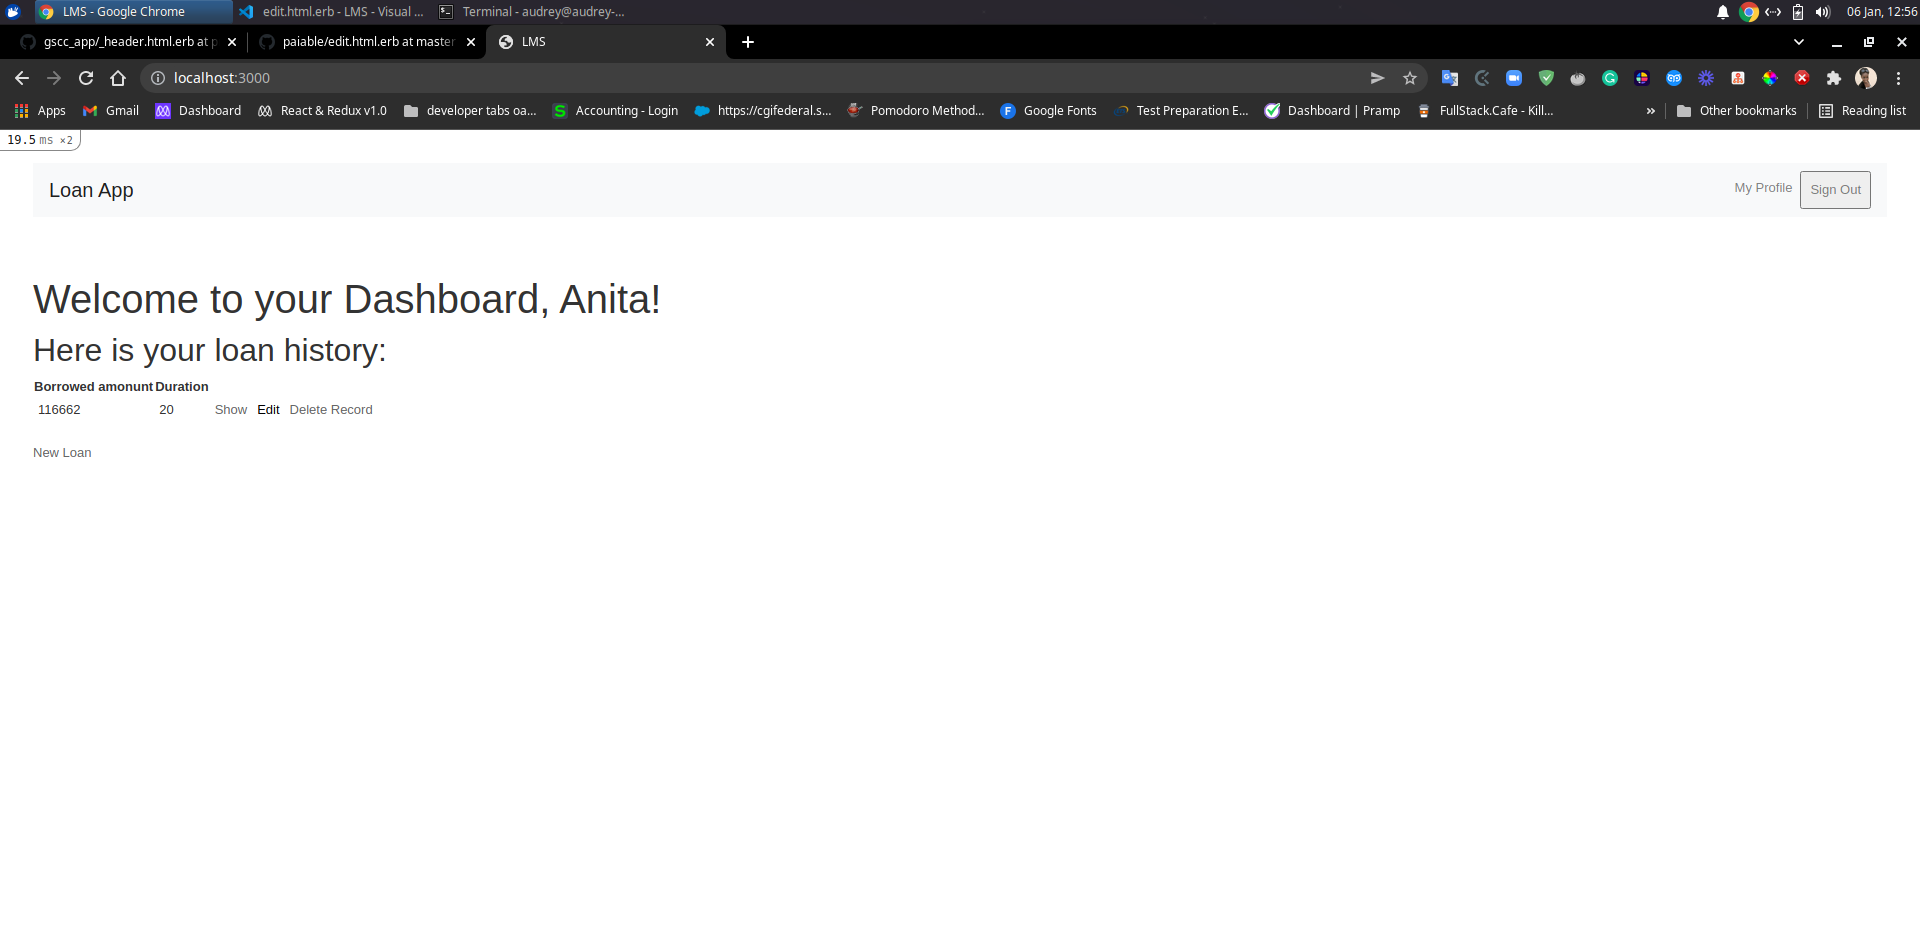 LMS - Google Chrome edit.html.erb - LMS - Visual ... Terminal - audrey@audrey-... 06 Jan, 12:56
gscc_app/_header.html.erb at p paiable/edit.html.erb at master LMS
localhost:3000
Apps Gmail Dashboard React & Redux v1.0 developer tabs oa... Accounting - Login https://cgifederal.s... Pomodoro Method... Google Fonts Test Preparation E... Dashboard | Pramp FullStack.Cafe - Kill... » Other bookmarks Reading list
19.5 ms ×2
Loan App My Profile Sign Out
Welcome to your Dashboard, Anita!
Here is your loan history:
Borrowed amonunt Duration
116662 20 Show Edit Delete Record
New Loan